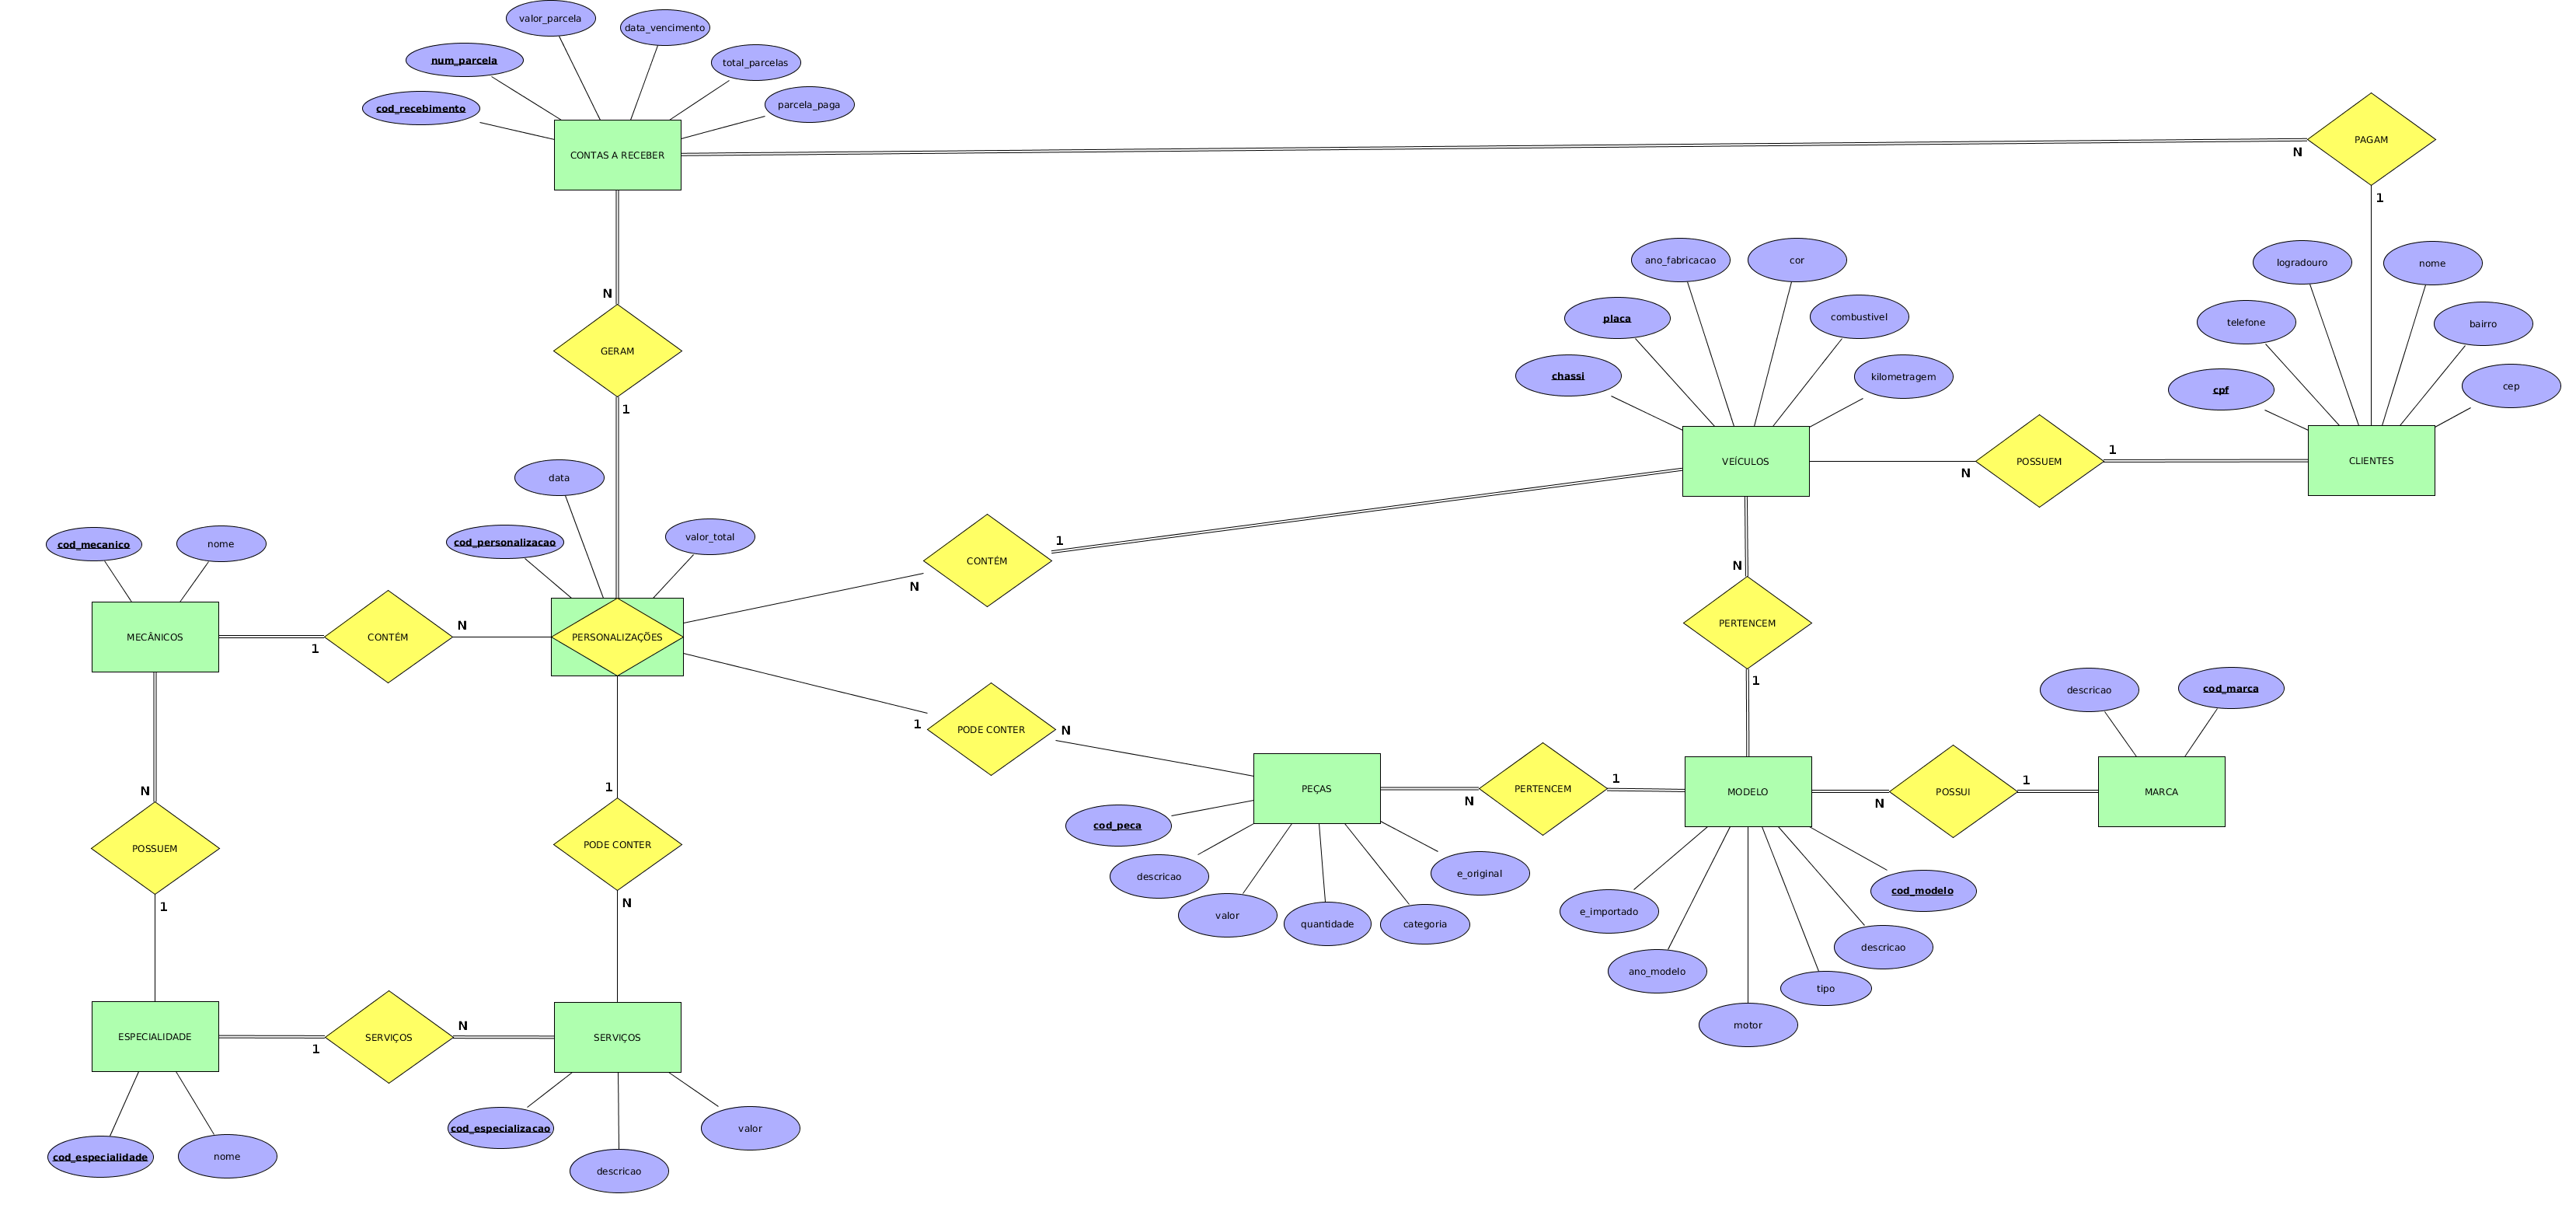 valor_parcela
data_vencimento
num_parcela
total_parcelas
cod_recebimento
parcela_paga
CONTAS A RECEBER
PAGAM
N
1
N
GERAM
1
ano_fabricacao
cor
placa
combustivel
chassi
kilometragem
VEÍCULOS
logradouro
nome
telefone
bairro
cpf
cep
POSSUEM
1
N
CLIENTES
data
cod_personalizacao
valor_total
cod_mecanico
nome
MECÂNICOS
CONTÉM
1
N
PERSONALIZAÇÕES
CONTÉM
1
N
N
PERTENCEM
1
PODE CONTER
1
N
descricao
cod_marca
N
POSSUEM
1
1
PODE CONTER
N
PEÇAS
PERTENCEM
N
1
MODELO
POSSUI
N
1
MARCA
cod_peca
descricao
valor
quantidade
categoria
e_original
e_importado
ano_modelo
motor
tipo
descricao
cod_modelo
ESPECIALIDADE
SERVIÇOS
1
N
SERVIÇOS
cod_especialidade
nome
cod_especializacao
descricao
valor